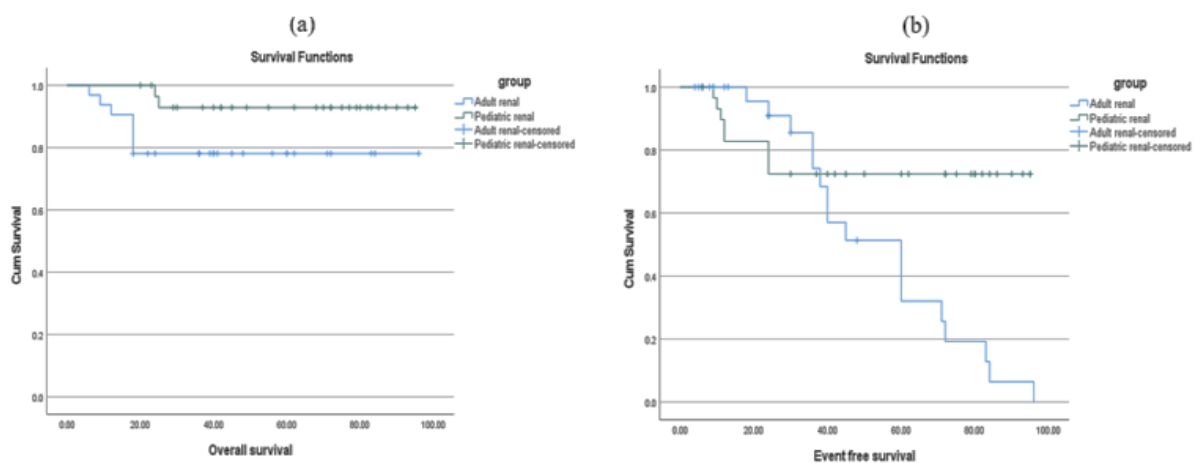 (a)
Survival Functions
group
Adult renal
Pediatric renal
Adult renal-censored
Pediatric renal-censored
Cum Survival
1.0
0.8
0.6
0.4
0.2
0.0
0.00 20.00 40.00 60.00 80.00 100.00
Overall survival
(b)
Survival Functions
group
Adult renal
Pediatric renal
Adult renal-censored
Pediatric renal-censored
Cum Survival
1.0
0.8
0.6
0.4
0.2
0.0
0.00 20.00 40.00 60.00 80.00 100.00
Event free survival